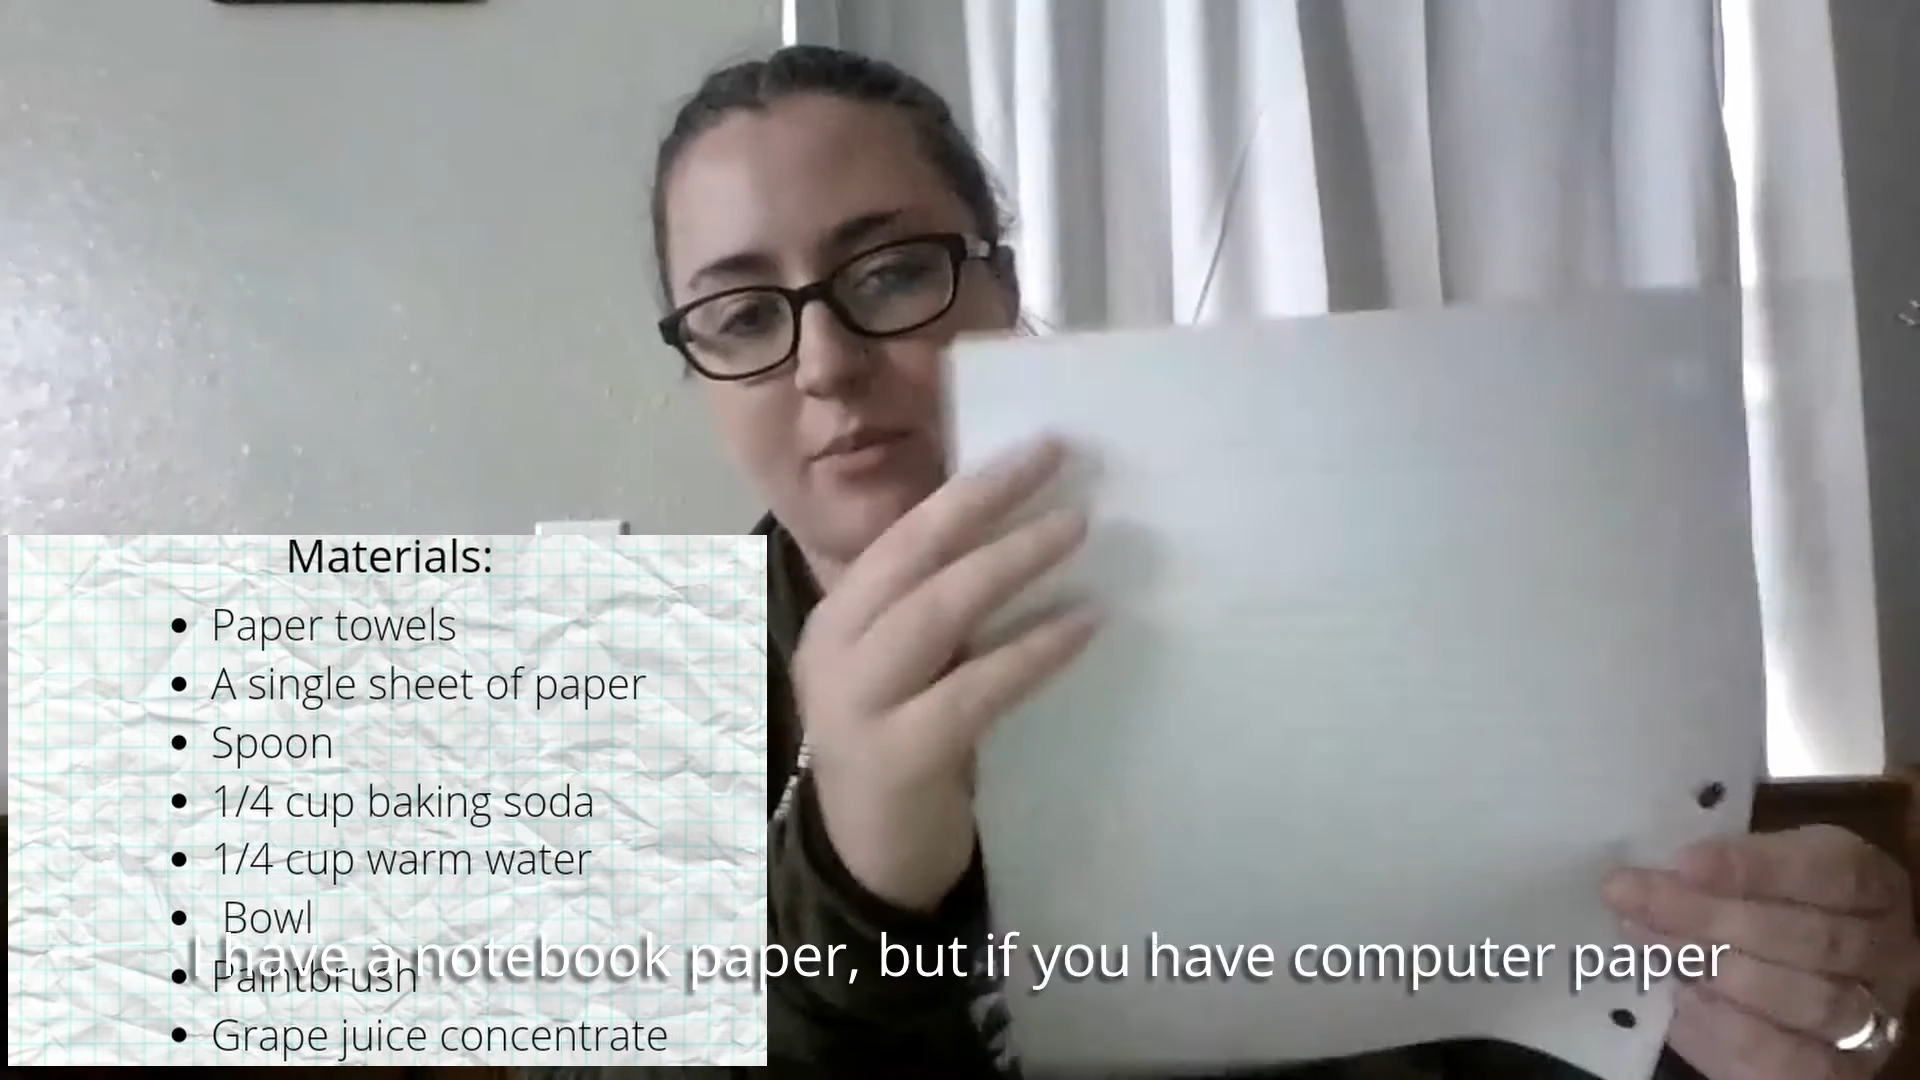 Materials:
• Paper towels
• A single sheet of paper
• Spoon
• 1/4 cup baking soda
• 1/4 cup warm water
• Bowl
• Paintbrush
• Grape juice concentrate
I have a notebook paper, but if you have computer paper